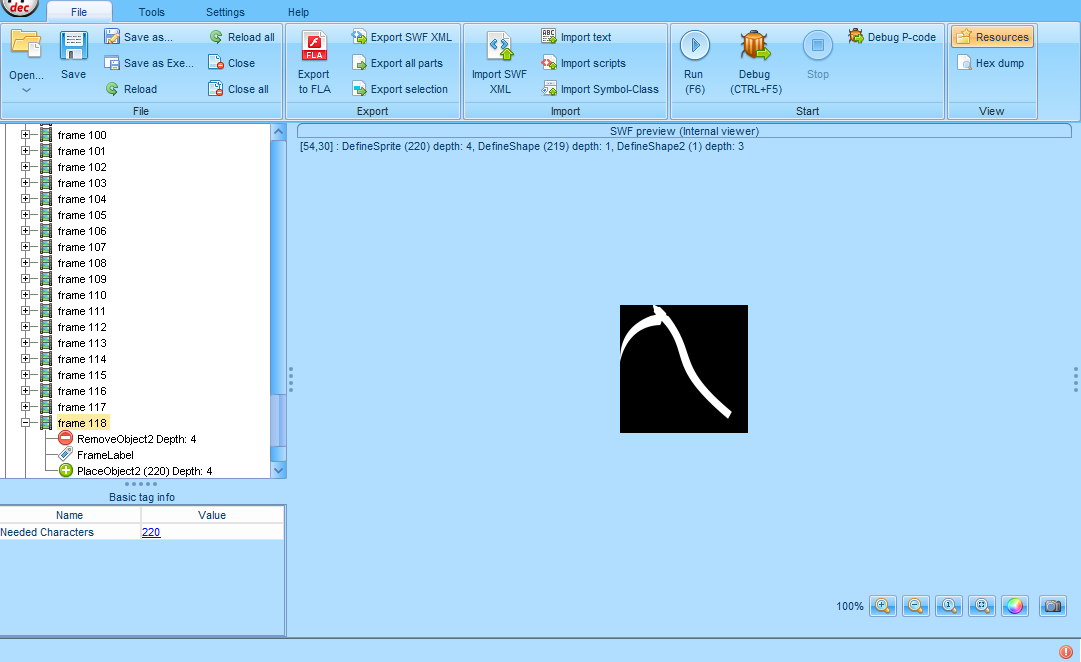 dec
File Tools Settings Help
Open... Save Save as... Reload all
Save as Exe... Close
Reload Close all
File
Export to FLA Export SWF XML
FLA
Export all parts
Export selection
Export
Import SWF XML Import text
ABC
Import scripts
Import Symbol-Class
Import
Run (F6) Debug (CTRL+F5) Stop Debug P-code
Start
Resources
Hex dump
View
frame 100
frame 101
frame 102
frame 103
frame 104
frame 105
frame 106
frame 107
frame 108
frame 109
frame 110
frame 111
frame 112
frame 113
frame 114
frame 115
frame 116
frame 117
frame 118
RemoveObject2 Depth: 4
FrameLabel
PlaceObject2 (220) Depth: 4
Basic tag info
Name Value
Needed Characters 220
SWF preview (Internal viewer)
[54,30] : DefineSprite (220) depth: 4, DefineShape (219) depth: 1, DefineShape2 (1) depth: 3
100%